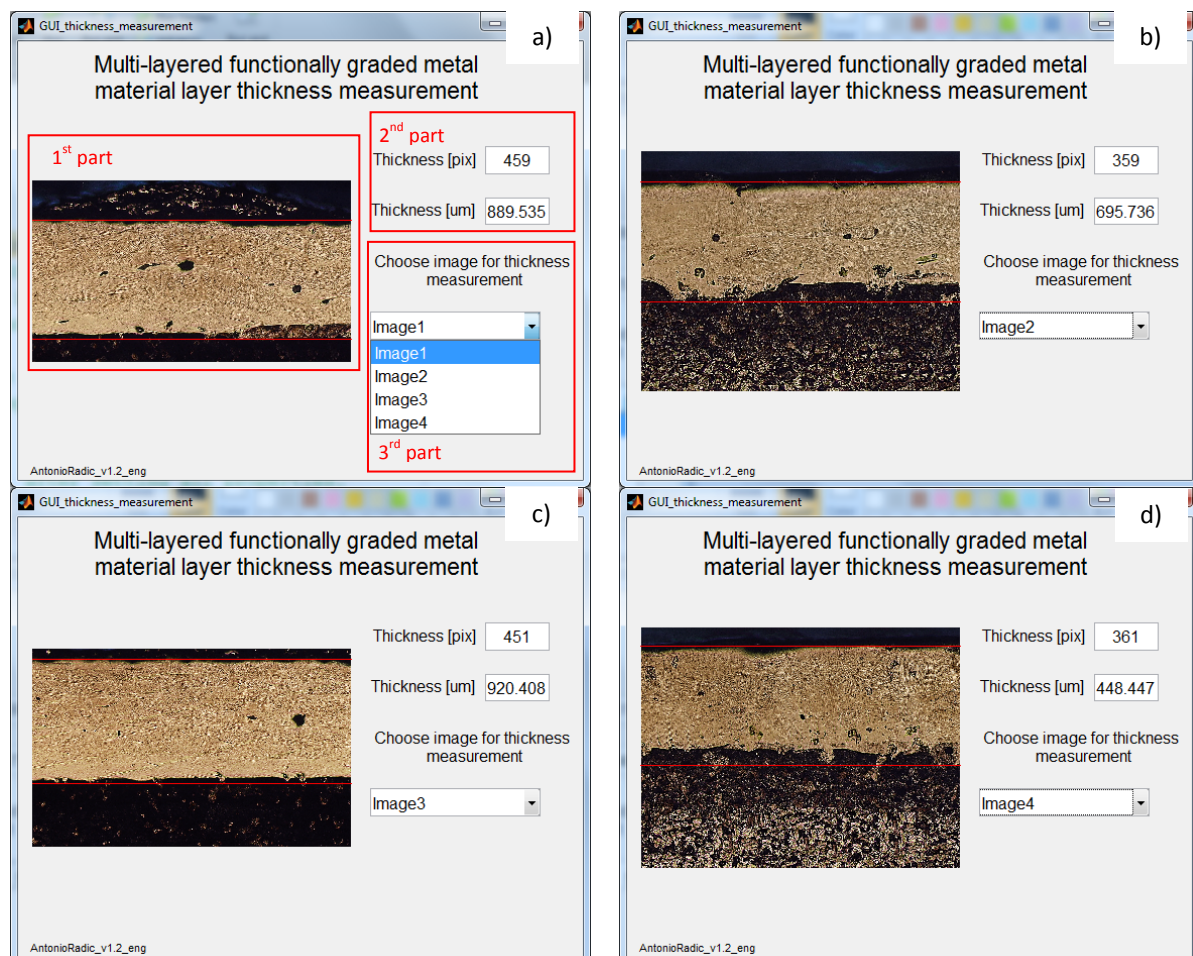 GUI_thickness_measurement
a)
Multi-layered functionally graded metal
material layer thickness measurement
1st part
2nd part
Thickness [pix] 459
Thickness [um] 889.535
Choose image for thickness
measurement
Image1
Image1
Image2
Image3
Image4
3rd part
AntonioRadic_v1.2_eng
GUI_thickness_measurement
b)
Multi-layered functionally graded metal
material layer thickness measurement
Thickness [pix] 359
Thickness [um] 695.736
Choose image for thickness
measurement
Image2
AntonioRadic_v1.2_eng
GUI_thickness_measurement
c)
Multi-layered functionally graded metal
material layer thickness measurement
Thickness [pix] 451
Thickness [um] 920.408
Choose image for thickness
measurement
Image3
AntonioRadic_v1.2_eng
GUI_thickness_measurement
d)
Multi-layered functionally graded metal
material layer thickness measurement
Thickness [pix] 361
Thickness [um] 448.447
Choose image for thickness
measurement
Image4
AntonioRadic_v1.2_eng